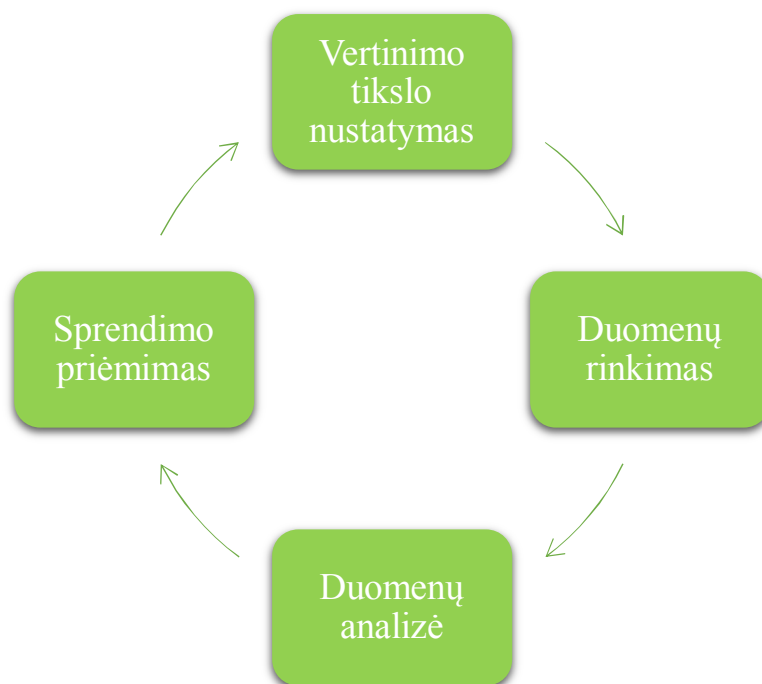 Vertinimo
tikslo
nustatymas
Duomenų
rinkimas
Duomenų
analizė
Sprendimo
priėmimas